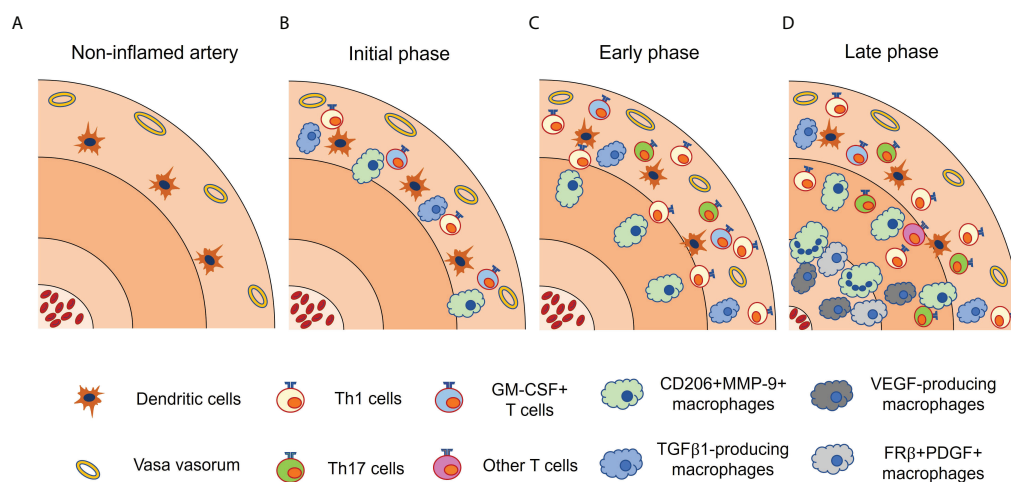 A
B
C
D
Non-inflamed artery
Initial phase
Early phase
Late phase
Dendritic cells
Th1 cells
GM-CSF+
T cells
CD206+MMP-9+
macrophages
VEGF-producing
macrophages
Vasa vasorum
Th17 cells
Other T cells
TGFβ1-producing
macrophages
FRβ+PDGF+
macrophages